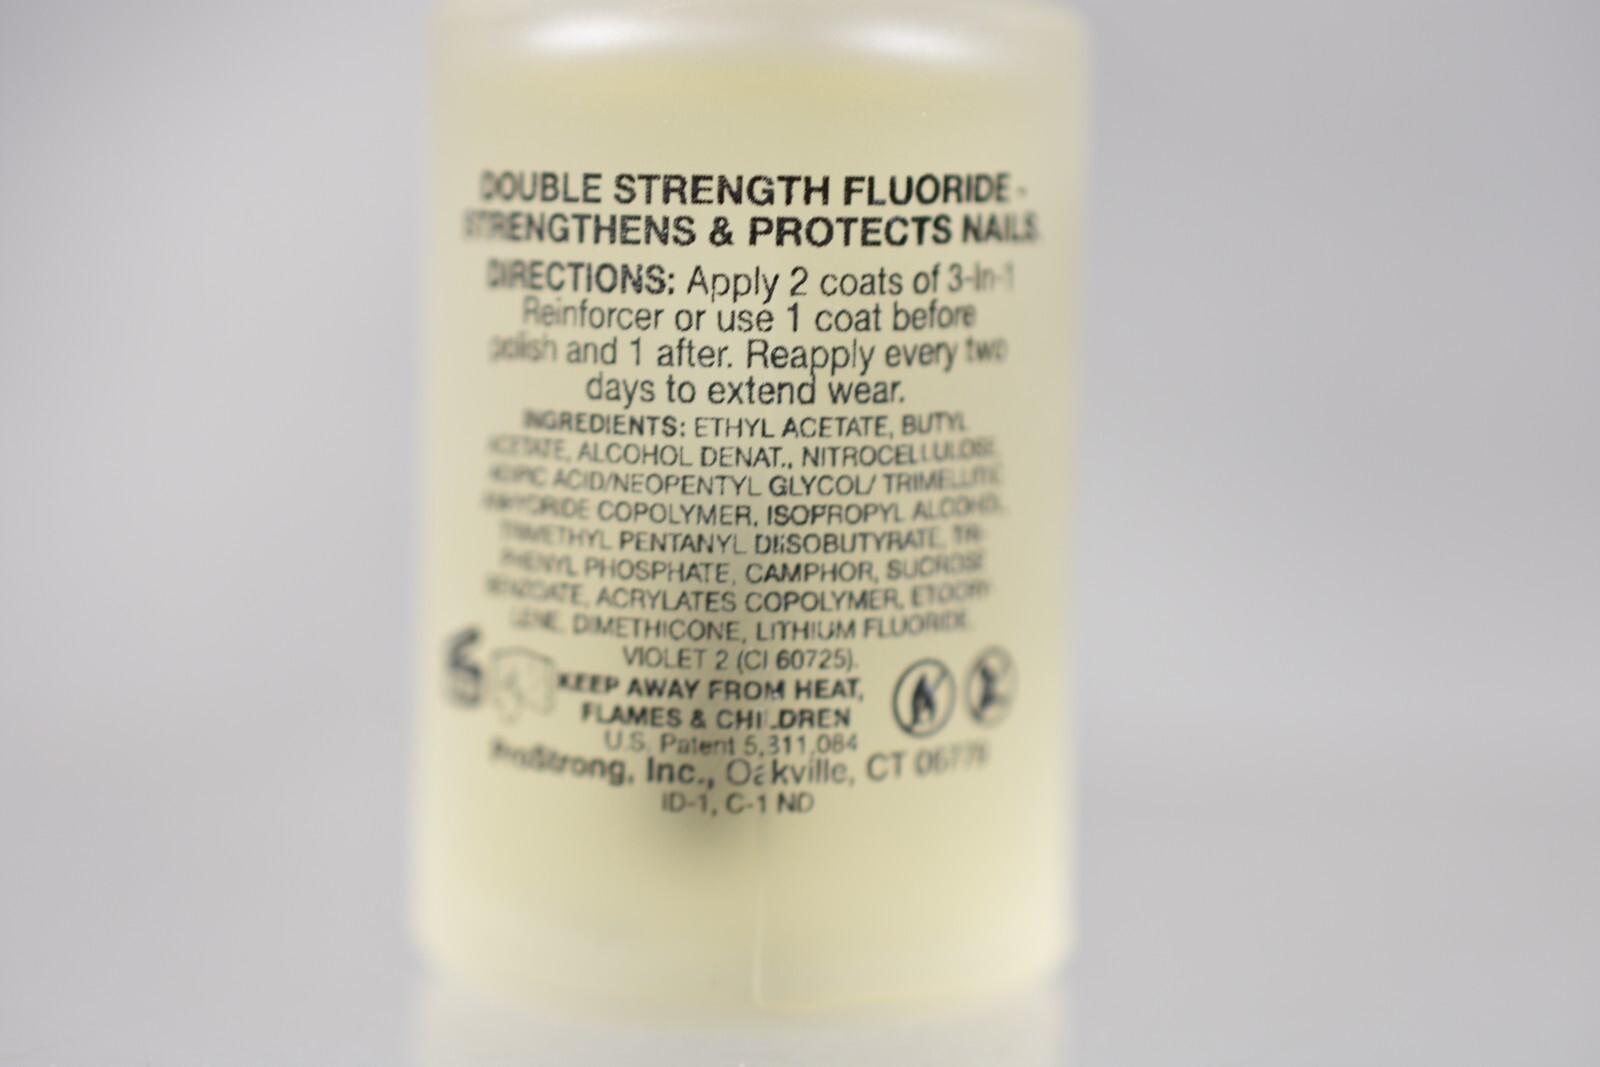 DOUBLE STRENGTH FLUORIDE -
STRENGTHENS & PROTECTS NAILS.
DIRECTIONS: Apply 2 coats of 3-In-1
Reinforcer or use 1 coat before
polish and 1 after. Reapply every two
days to extend wear.
INGREDIENTS: ETHYL ACETATE, BUTYL
ACETATE, ALCOHOL DENAT., NITROCELLULOSE,
ADIPIC ACID/NEOPENTYL GLYCOL/ TRIMELLITIC
ANHYDRIDE COPOLYMER, ISOPROPYL ALCOHOL,
TRIMETHYL PENTANYL DIISOBUTYRATE, TRI-
PHENYL PHOSPHATE, CAMPHOR, SUCROSE
BENZOATE, ACRYLATES COPOLYMER, ETOCRY-
LENE, DIMETHICONE, LITHIUM FLUORIDE,
VIOLET 2 (CI 60725).
KEEP AWAY FROM HEAT,
FLAMES & CHILDREN
U.S. Patent 5,311,084
ProStrong, Inc., Oakville, CT
ID-1, C-1 ND